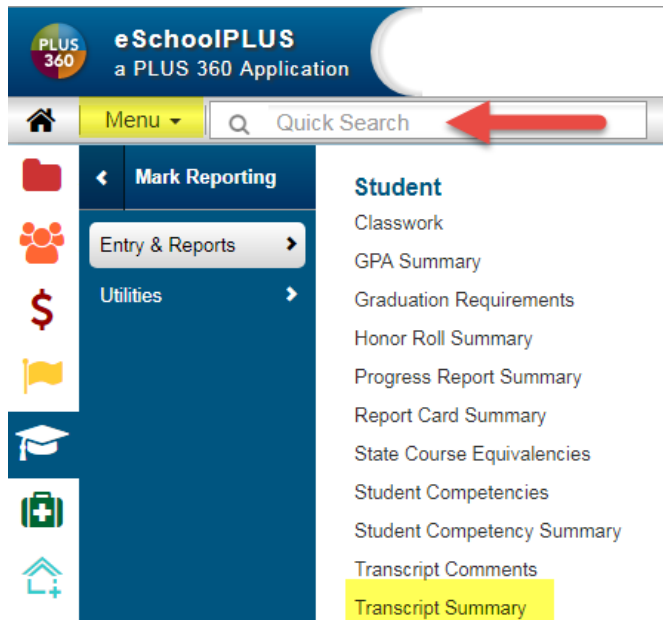 PLUS
360
eSchoolPLUS
a PLUS 360 Application
Menu
Quick Search
Mark Reporting
Entry & Reports
Utilities
Student
Classwork
GPA Summary
Graduation Requirements
Honor Roll Summary
Progress Report Summary
Report Card Summary
State Course Equivalencies
Student Competencies
Student Competency Summary
Transcript Comments
Transcript Summary